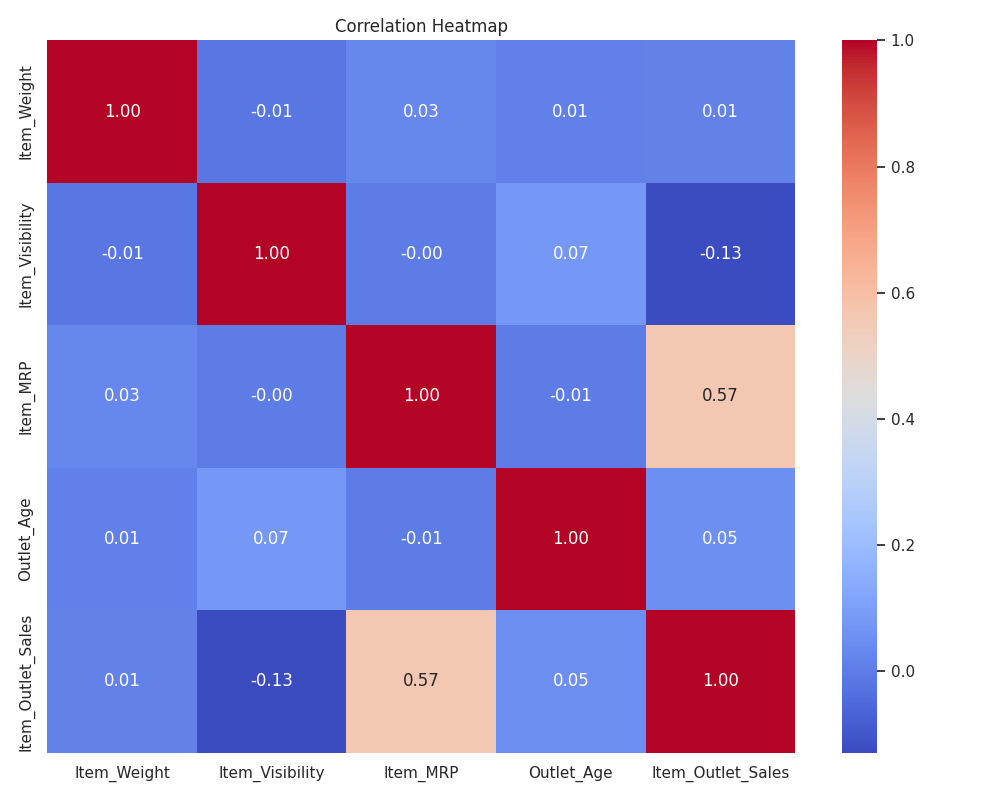 Correlation Heatmap
Item_Weight
1.00 -0.01 0.03 0.01 0.01
Item_Visibility
-0.01 1.00 -0.00 0.07 -0.13
Item_MRP
0.03 -0.00 1.00 -0.01 0.57
Outlet_Age
0.01 0.07 -0.01 1.00 0.05
Item_Outlet_Sales
0.01 -0.13 0.57 0.05 1.00
Item_Weight Item_Visibility Item_MRP Outlet_Age Item_Outlet_Sales
1.0
0.8
0.6
0.4
0.2
0.0